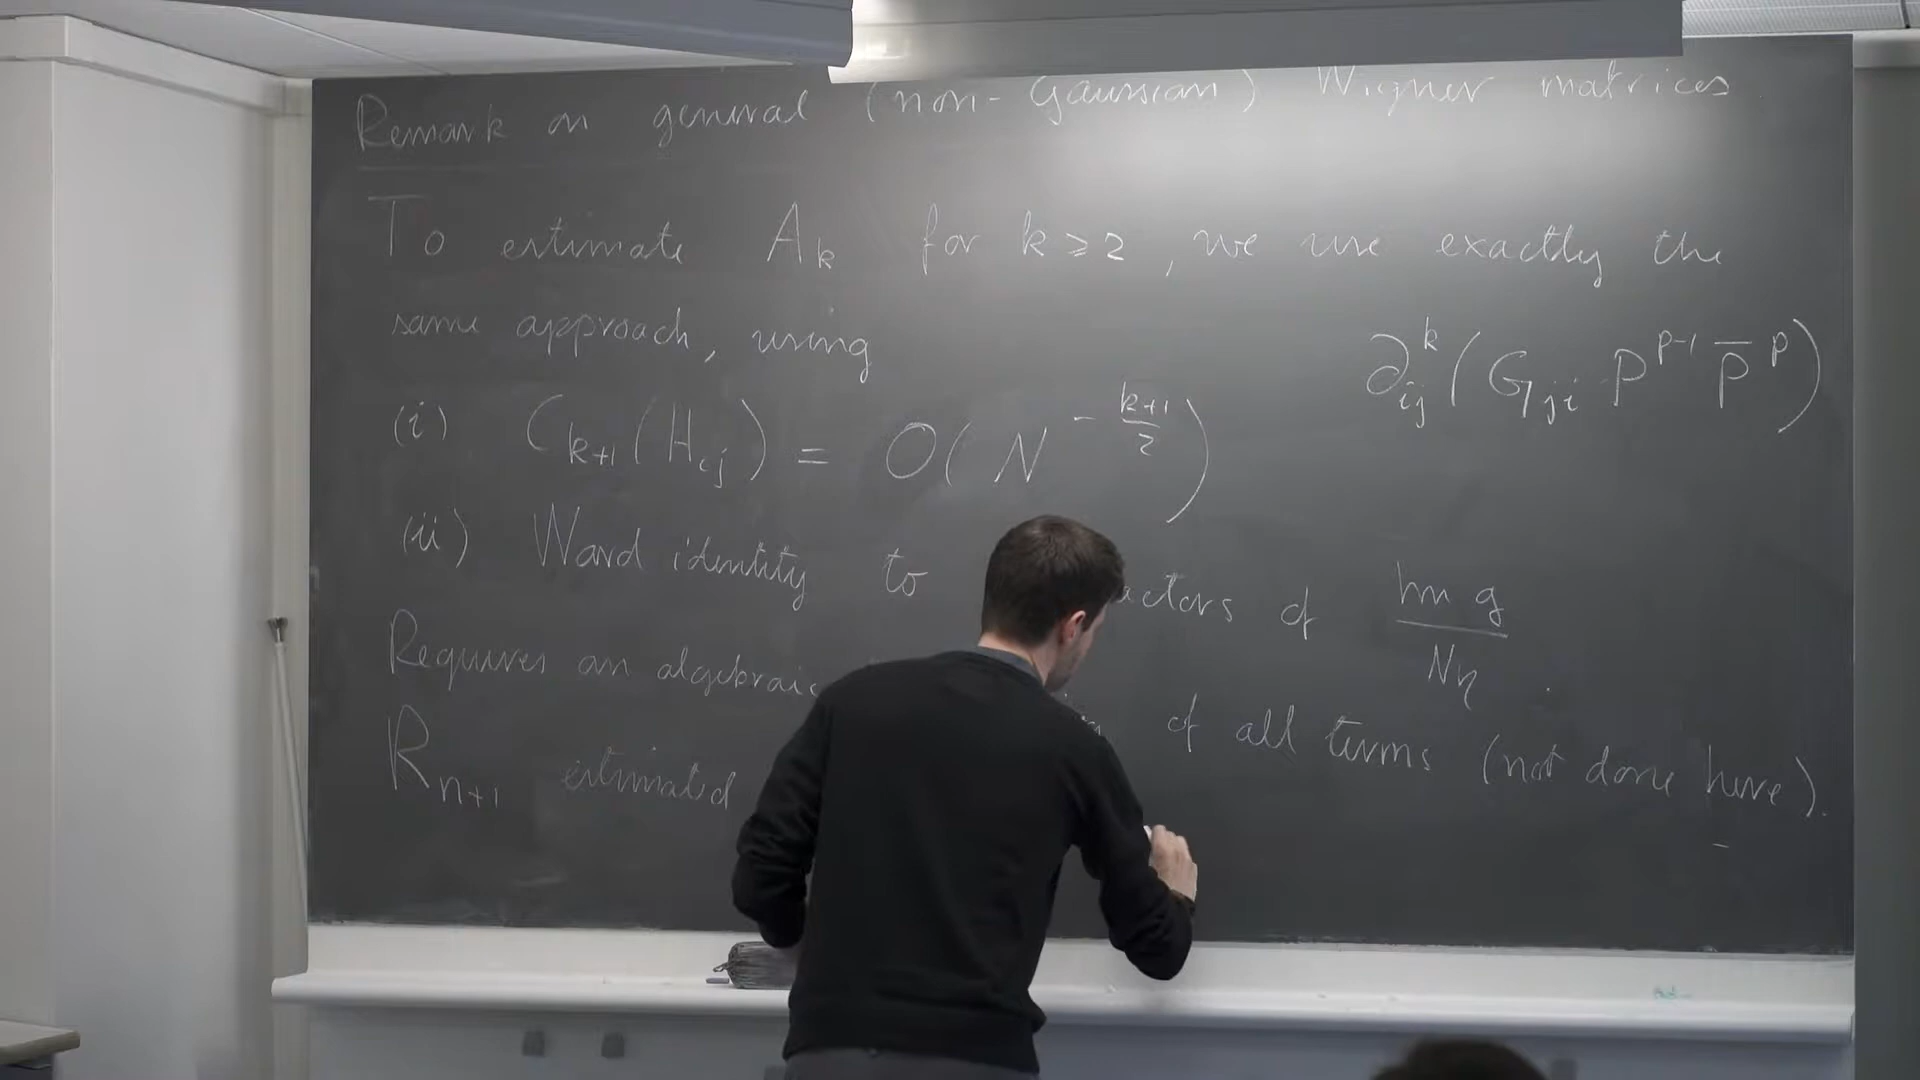 Remark on general (non-Gaussian) Wigner matrices
To estimate A_k for k ≥ 2, we use exactly the
same approach, using
∂_{ij}^k ( G_{ji} P^{p-1} \overline{P}^p )
(i) C_{k+1}(H_{ij}) = O( N^{-\frac{k+1}{2}} )
(ii) Ward identity to actors of \frac{Im g}{Nη} .
Requires an algebraic of all terms (not done here).
R_{n+1} estimated